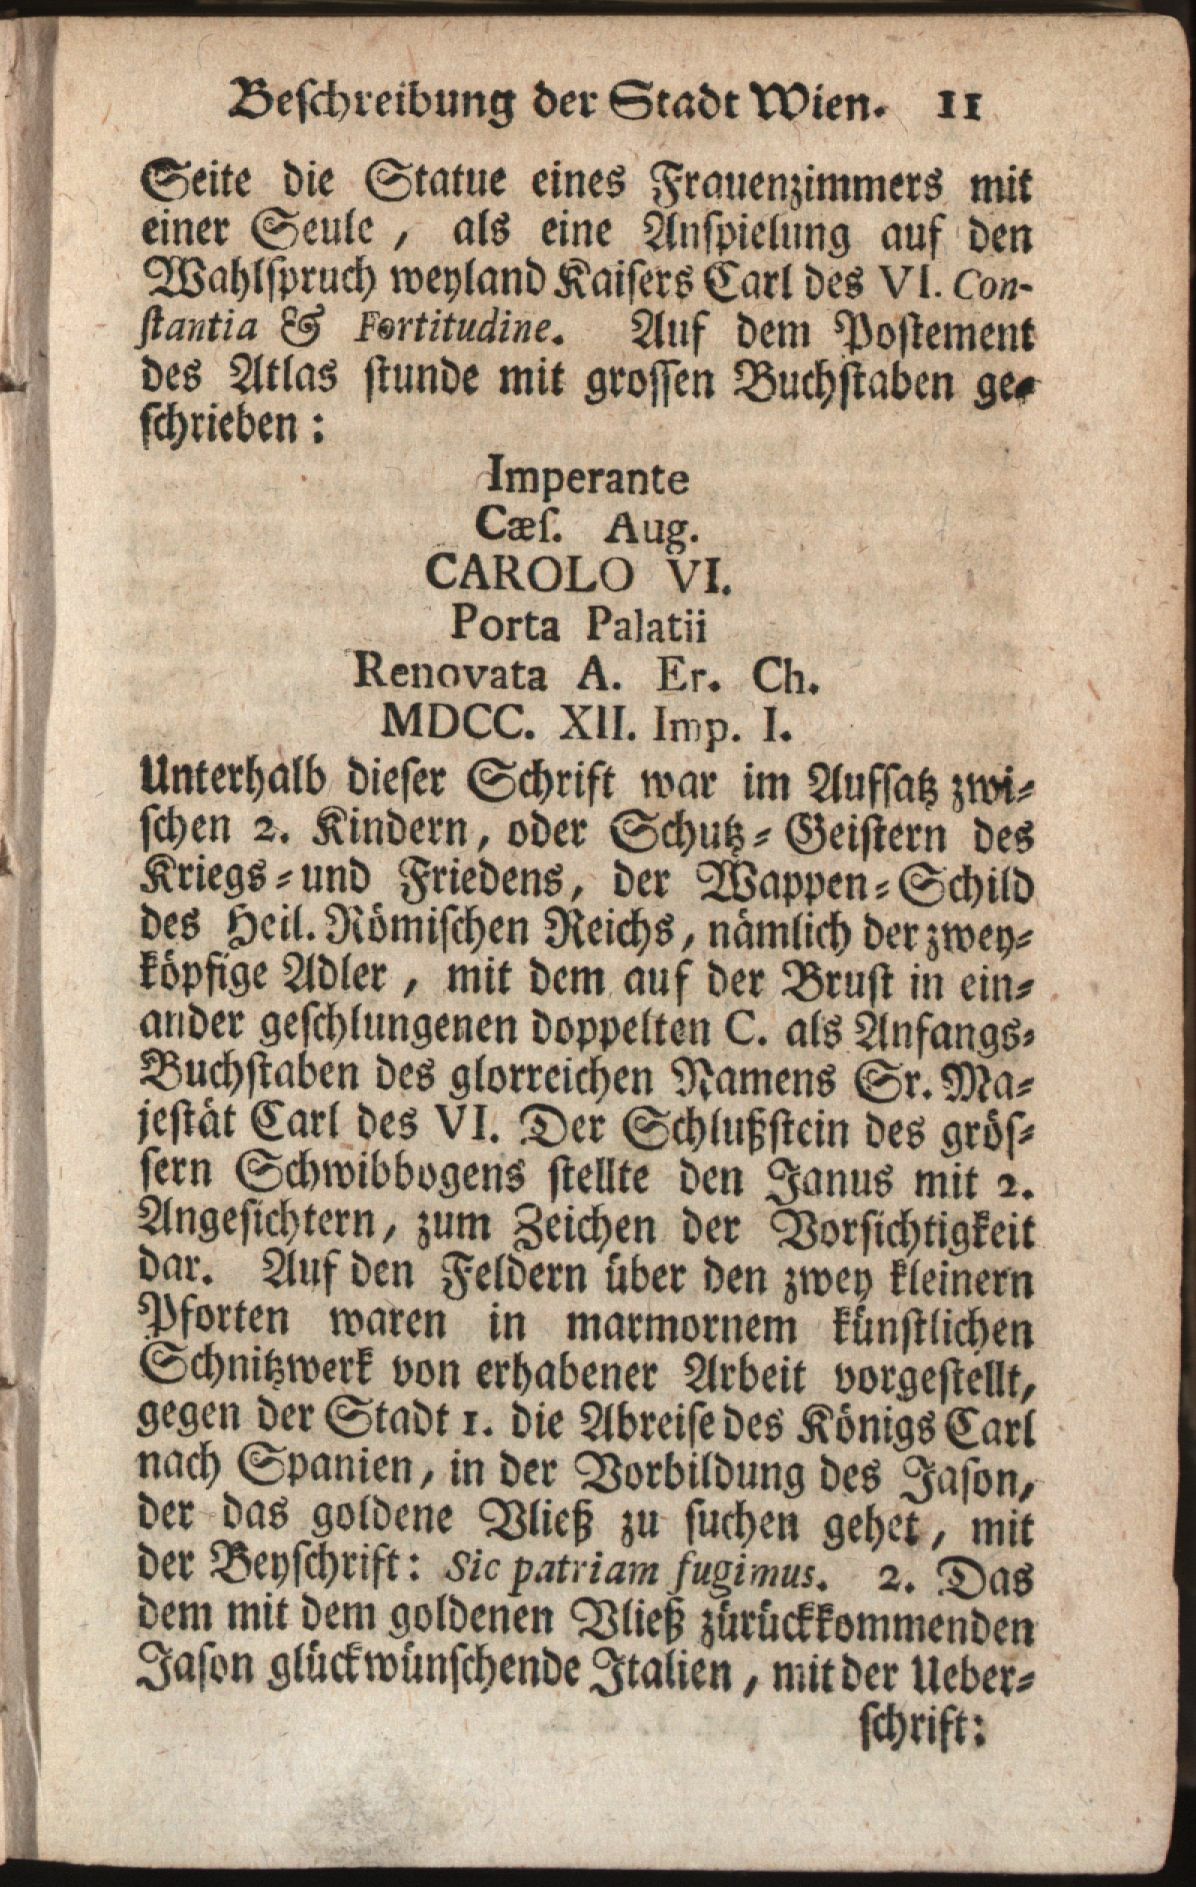 Beſchreibung der Stadt Wien. 11
Seite die Statue eines Frauenzimmers mit
einer Seule, als eine Anſpielung auf den
Wahlſpruch weyland Kaiſers Carl des VI. Con-
ſtantia & Fortitudine. Auf dem Poſtement
des Atlas ſtunde mit groſſen Buchſtaben ge-
ſchrieben:
Imperante
Cæſ. Aug.
CAROLO VI.
Porta Palatii
Renovata A. Er. Ch.
MDCC. XII. Imp. I.
Unterhalb dieſer Schrift war im Aufſatz zwi-
ſchen 2. Kindern, oder Schutz-Geiſtern des
Kriegs-und Friedens, der Wappen-Schild
des Heil. Römiſchen Reichs, nämlich der zwey-
köpfige Adler, mit dem auf der Bruſt in ein-
ander geſchlungenen doppelten C. als Anfangs-
Buchſtaben des glorreichen Namens Sr. Ma-
jeſtät Carl des VI. Der Schlußſtein des gröſ-
ſern Schwibbogens ſtellte den Janus mit 2.
Angeſichtern, zum Zeichen der Vorſichtigkeit
dar. Auf den Feldern über den zwey kleinern
Pforten waren in marmornem künſtlichen
Schnitzwerk von erhabener Arbeit vorgeſtellt,
gegen der Stadt 1. die Abreiſe des Königs Carl
nach Spanien, in der Vorbildung des Jaſon,
der das goldene Vließ zu ſuchen gehet, mit
der Beyſchrift: Sic patriam fugimus. 2. Das
dem mit dem goldenen Vließ zürückkommenden
Jaſon glückwünſchende Italien, mit der Ueber-
ſchrift: